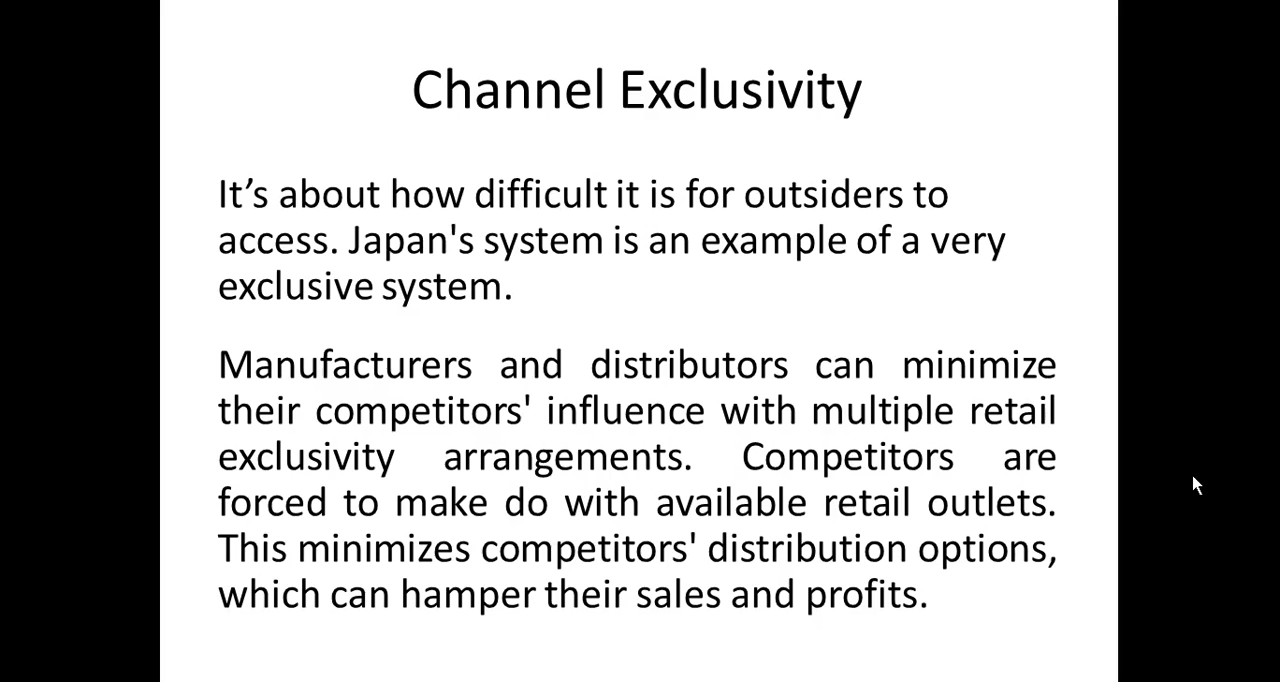 Channel Exclusivity
It’s about how difficult it is for outsiders to
access. Japan's system is an example of a very
exclusive system.
Manufacturers and distributors can minimize
their competitors' influence with multiple retail
exclusivity arrangements. Competitors are
forced to make do with available retail outlets.
This minimizes competitors' distribution options,
which can hamper their sales and profits.